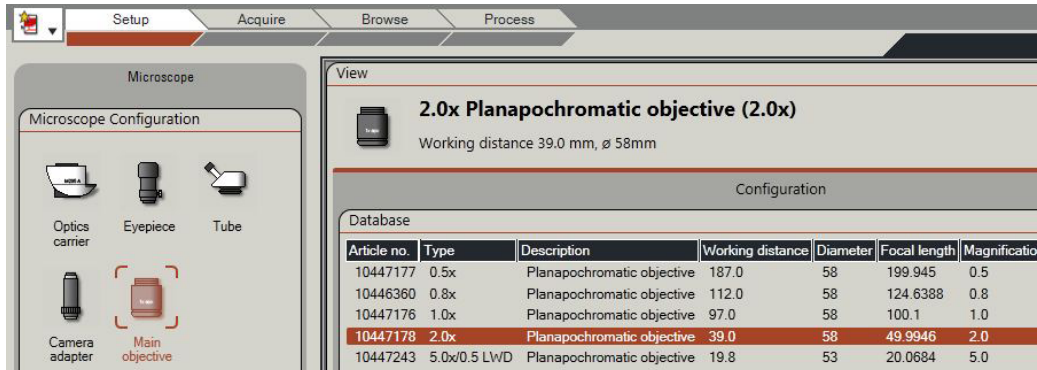 Setup Acquire Browse Process
Microscope
Microscope Configuration
Optics carrier
Eyepiece
Tube
Camera adapter
Main objective
View
2.0x Planapochromatic objective (2.0x)
Working distance 39.0 mm, ø 58mm
Configuration
Database
Article no. Type Description Working distance Diameter Focal length Magnificatio
10447177 0.5x Planapochromatic objective 187.0 58 199.945 0.5
10446360 0.8x Planapochromatic objective 112.0 58 124.6388 0.8
10447176 1.0x Planapochromatic objective 97.0 58 100.1 1.0
10447178 2.0x Planapochromatic objective 39.0 58 49.9946 2.0
10447243 5.0x/0.5 LWD Planapochromatic objective 19.8 53 20.0684 5.0